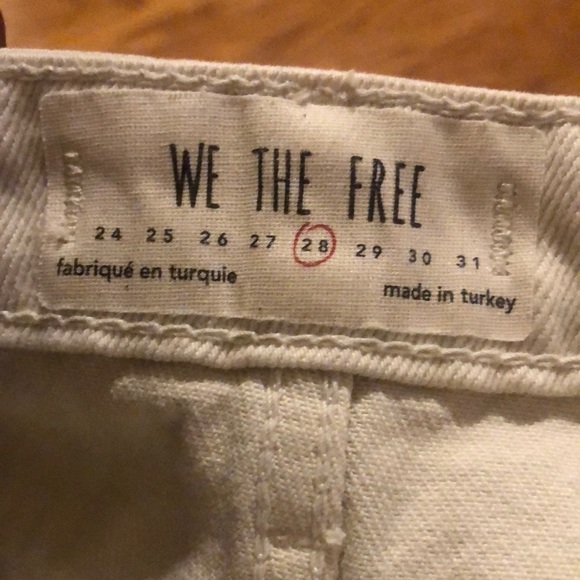 WE THE FREE
24 25 26 27 28 29 30 31
fabriqué en turquie
made in turkey